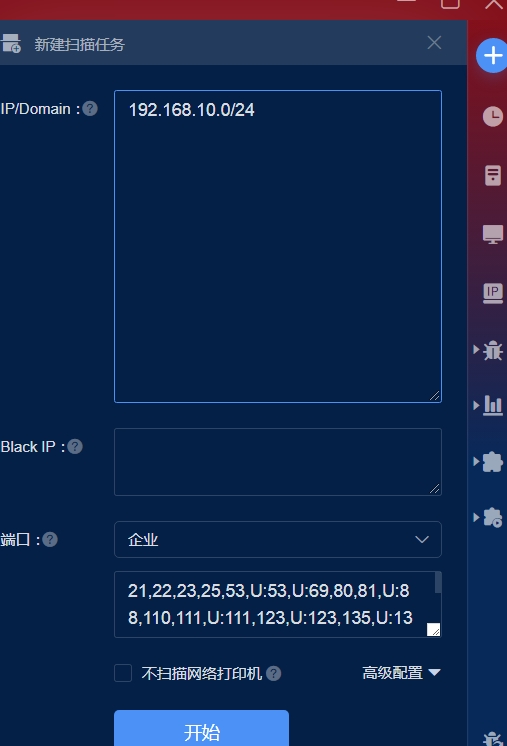 新建扫描任务
IP/Domain : ?
192.168.10.0/24
IP
Black IP : ?
端口 : ?
企业
21,22,23,25,53,U:53,U:69,80,81,U:8
8,110,111,U:111,123,U:123,135,U:13
不扫描网络打印机 ?
高级配置
开始